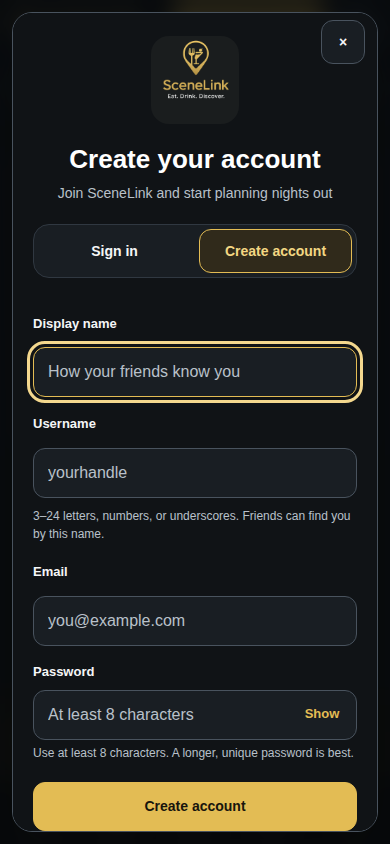 ×
SceneLink
Eat. Drink. Discover.
Create your account
Join SceneLink and start planning nights out
Sign in
Create account
Display name
How your friends know you
Username
yourhandle
3–24 letters, numbers, or underscores. Friends can find you
by this name.
Email
you@example.com
Password
At least 8 characters
Show
Use at least 8 characters. A longer, unique password is best.
Create account